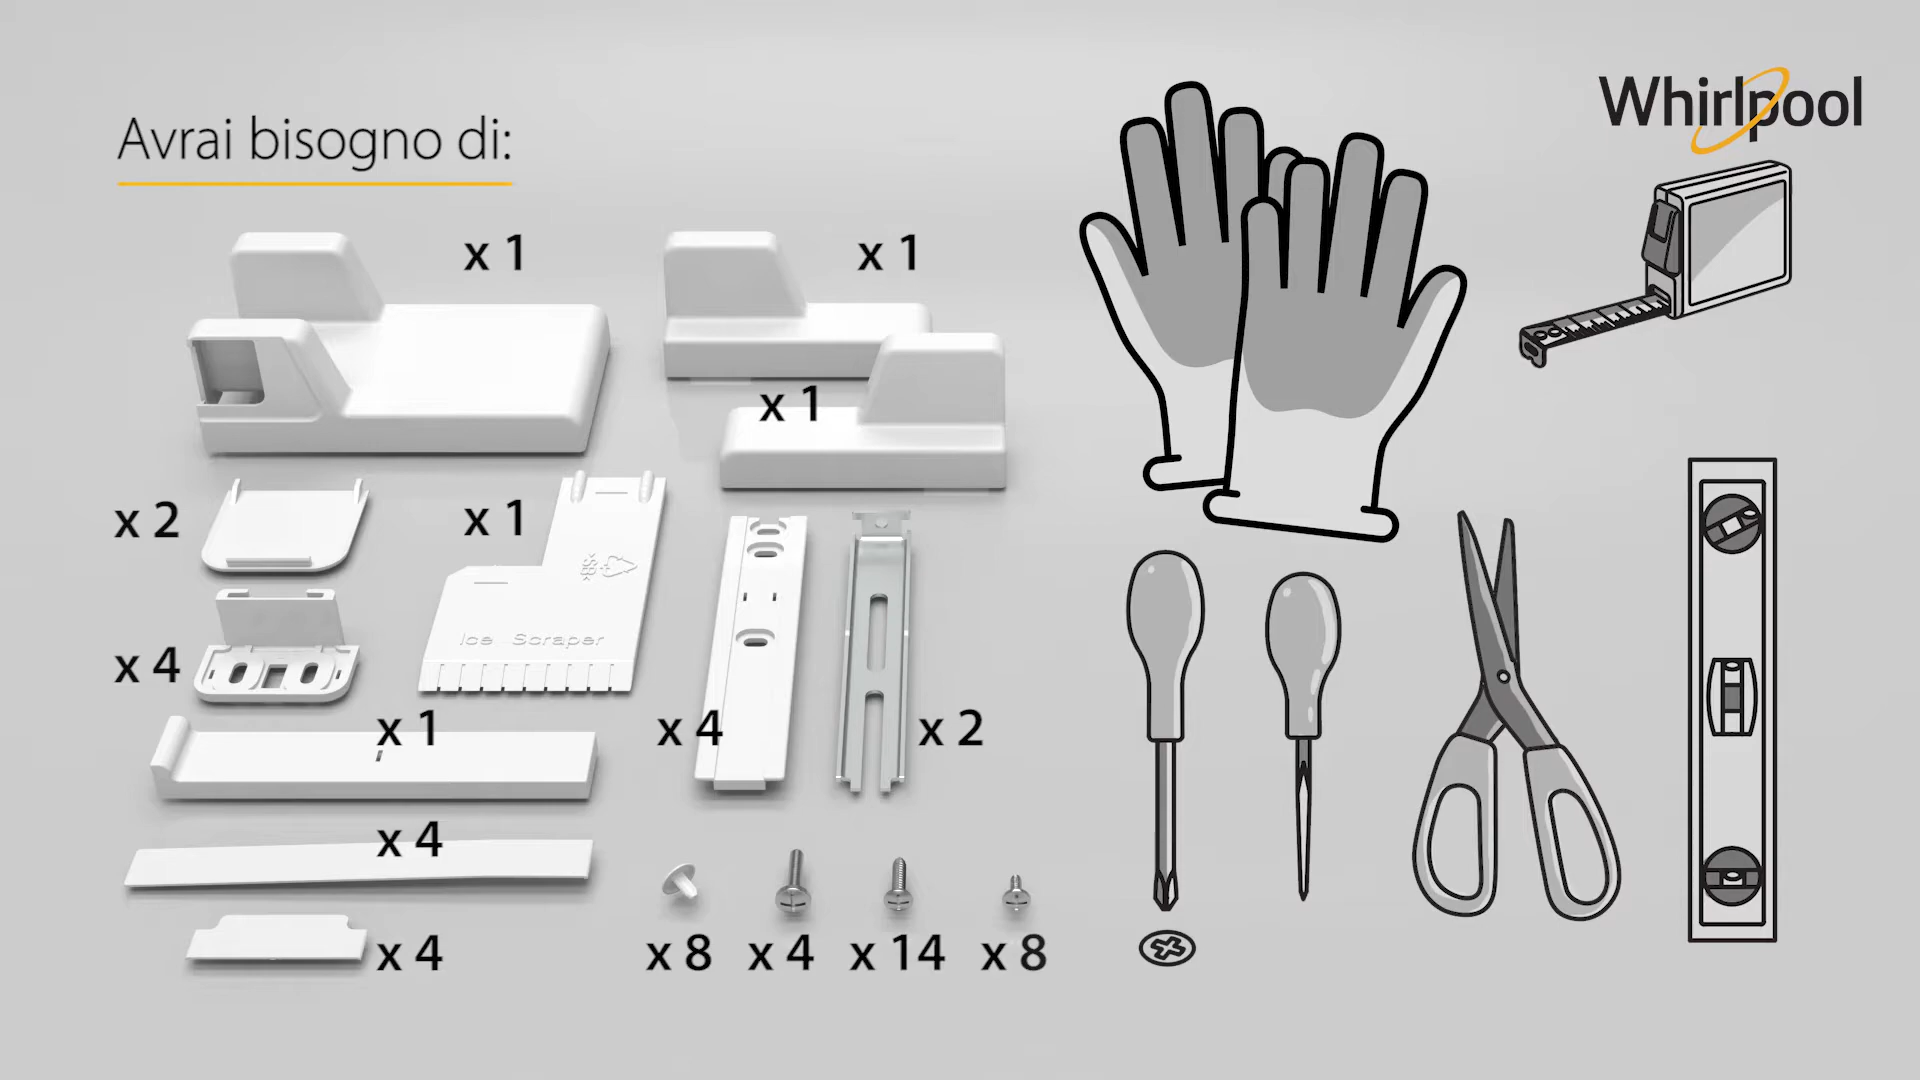 Whirlpool
Avrai bisogno di:
x 1
x 1
x 1
x 2
x 1
Ice Scraper
x 4
x 1
x 4
x 2
x 4
x 4
x 8
x 4
x 14
x 8